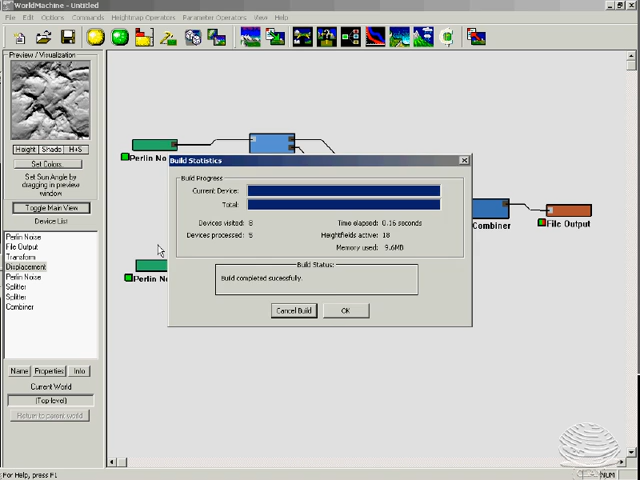 WorldMachine - Untitled
File Edit Options Commands Heightmap Operators Parameter Operators View Help
Preview / Visualization
Height Shads H+S
Set Colors..
Set Sun Angle by
dragging in preview
window
Toggle Main View
Device List
Perlin Noise
File Output
Transform
Displacement
Perlin Noise
Splitter
Splitter
Combiner
Name Properties Info
Current World
(Top level)
Return to parent world
Perlin No
Perlin No
Combiner
File Output
Build Statistics
Build Progress
Current Device:
Total:
Devices visited: 8
Time elapsed: 0.16 seconds
Devices processed: 5
Heightfields active: 18
Memory used: 9.6MB
Build Status:
Build completed sucessfully.
Cancel Build OK
For Help, press F1
NUM